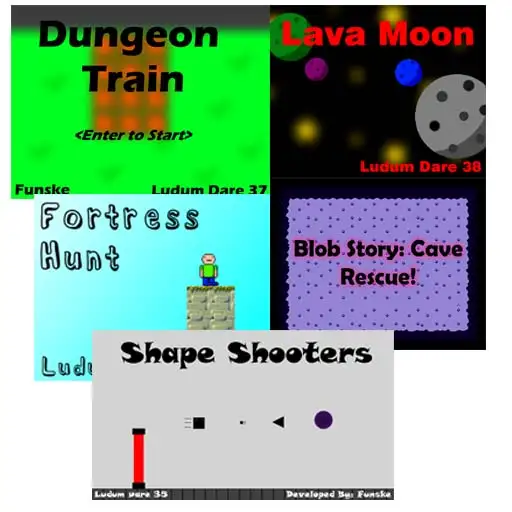 Dungeon
Train
<Enter to Start>
Funske
Ludum Dare 37
Lava Moon
Ludum Dare 38
Fortress
Hunt
Blob Story: Cave
Rescue!
Shape Shooters
Ludum Dare 35
Developed By: Funske